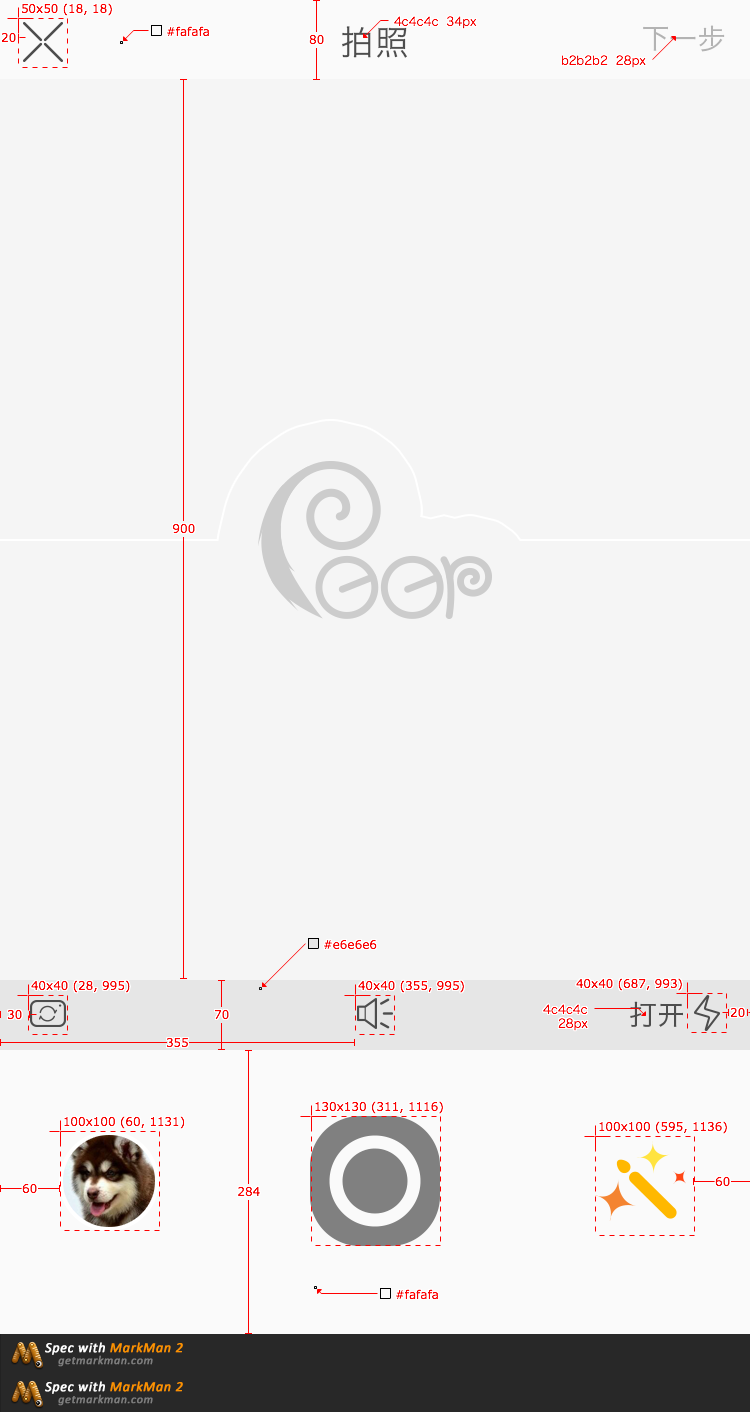 50x50 (18, 18)
20
#fafafa
80
拍照
4c4c4c 34px
下一步
b2b2b2 28px
900
Peep
#e6e6e6
40x40 (28, 995)
40x40 (355, 995)
40x40 (687, 993)
30
70
4c4c4c
28px
打开
20
355
130x130 (311, 1116)
100x100 (60, 1131)
100x100 (595, 1136)
60
284
60
#fafafa
Spec with MarkMan 2
getmarkman.com
Spec with MarkMan 2
getmarkman.com